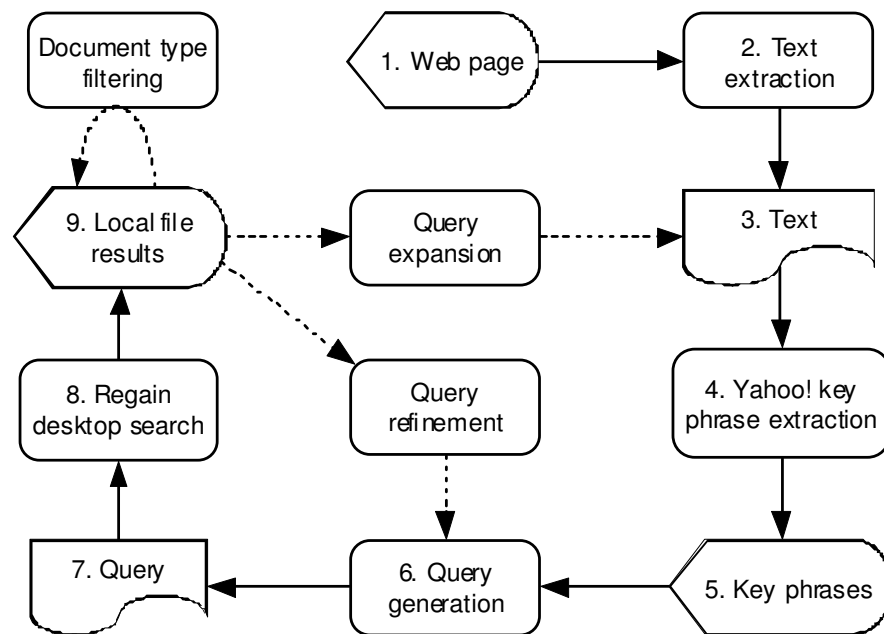 Document type
filtering
1. Web page
2. Text
extraction
9. Local file
results
Query
expansion
3. Text
8. Regain
desktop search
Query
refinement
4. Yahoo! key
phrase extraction
7. Query
6. Query
generation
5. Key phrases